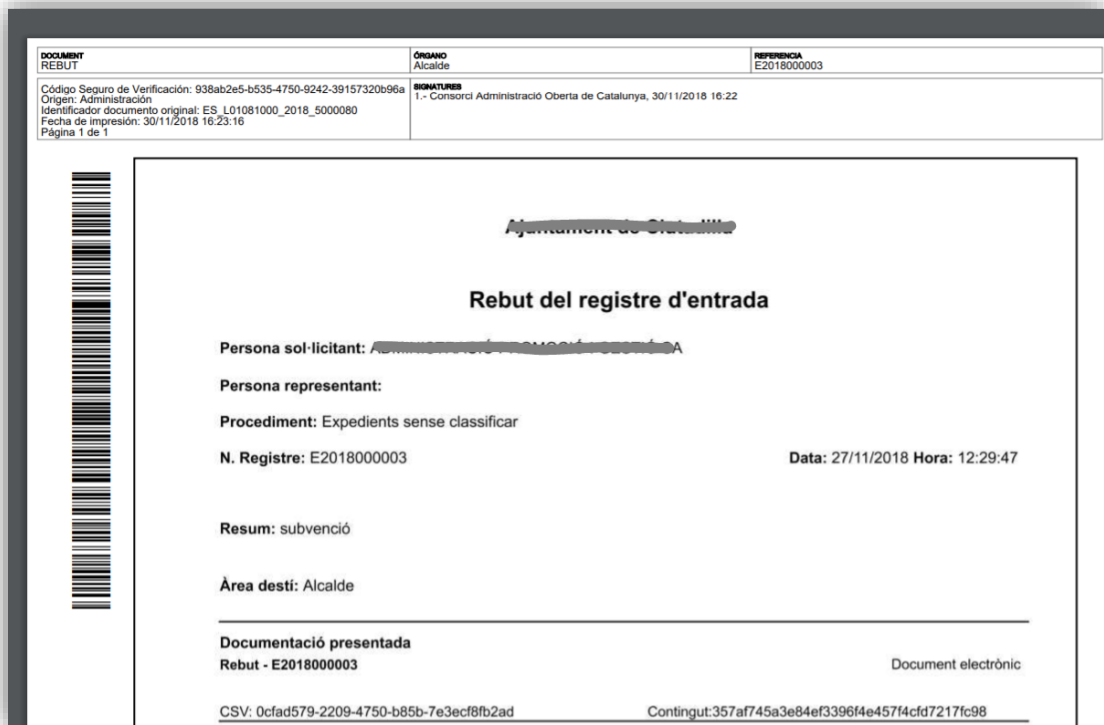 DOCUMENT
REBUT
ÓRGANO
Alcalde
REFERENCIA
E2018000003
Código Seguro de Verificación: 938ab2e5-b535-4750-9242-39157320b96a
Origen: Administración
Identificador documento original: ES_L01081000_2018_5000080
Fecha de impresión: 30/11/2018 16:23:16
Página 1 de 1
SIGNATURES
1.- Consorci Administració Oberta de Catalunya, 30/11/2018 16:22
Rebut del registre d'entrada
Persona sol·licitant:
Persona representant:
Procediment: Expedients sense classificar
N. Registre: E2018000003 Data: 27/11/2018 Hora: 12:29:47
Resum: subvenció
Àrea destí: Alcalde
Documentació presentada
Rebut - E2018000003 Document electrònic
CSV: 0cfad579-2209-4750-b85b-7e3ecf8fb2ad Contingut:357af745a3e84ef3396f4e457f4cfd7217fc98